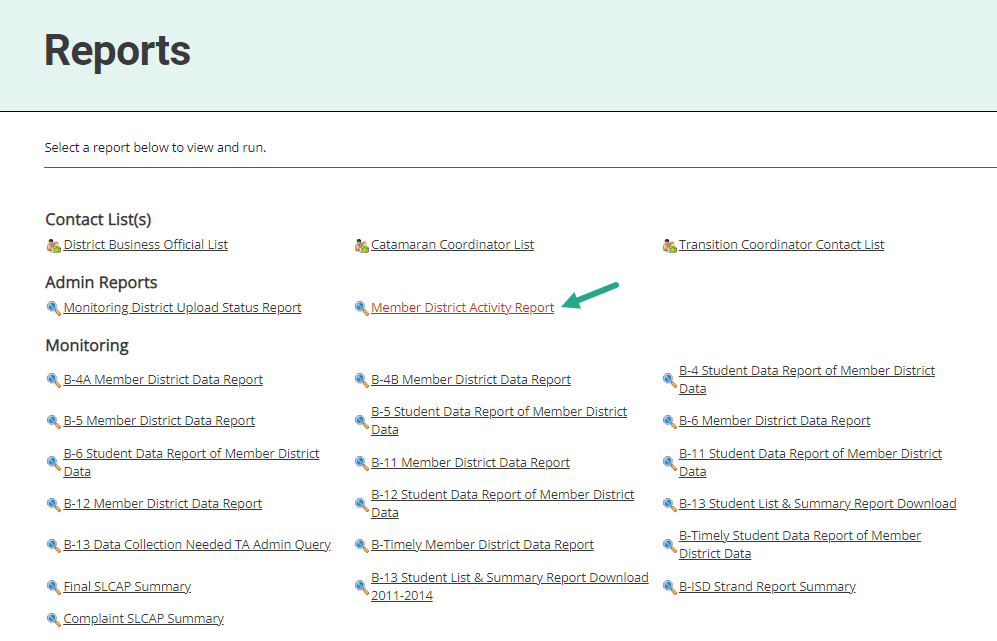 Reports
Select a report below to view and run.
Contact List(s)
District Business Official List
Catamaran Coordinator List
Transition Coordinator Contact List
Admin Reports
Monitoring District Upload Status Report
Member District Activity Report
Monitoring
B-4A Member District Data Report
B-4B Member District Data Report
B-4 Student Data Report of Member District
Data
B-5 Member District Data Report
B-5 Student Data Report of Member District
Data
B-6 Member District Data Report
B-6 Student Data Report of Member District
Data
B-11 Member District Data Report
B-11 Student Data Report of Member District
Data
B-12 Member District Data Report
B-12 Student Data Report of Member District
Data
B-13 Student List & Summary Report Download
B-13 Data Collection Needed TA Admin Query
B-Timely Member District Data Report
B-Timely Student Data Report of Member
District Data
Final SLCAP Summary
B-13 Student List & Summary Report Download
2011-2014
B-ISD Strand Report Summary
Complaint SLCAP Summary